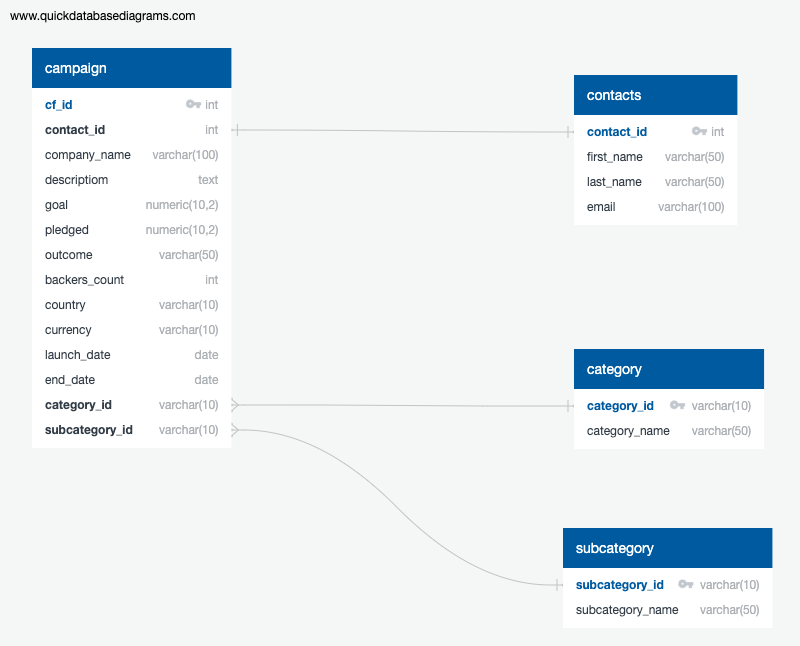 www.quickdatabasediagrams.com
campaign
cf_id int
contact_id int
company_name varchar(100)
descriptiom text
goal numeric(10,2)
pledged numeric(10,2)
outcome varchar(50)
backers_count int
country varchar(10)
currency varchar(10)
launch_date date
end_date date
category_id varchar(10)
subcategory_id varchar(10)
contacts
contact_id int
first_name varchar(50)
last_name varchar(50)
email varchar(100)
category
category_id varchar(10)
category_name varchar(50)
subcategory
subcategory_id varchar(10)
subcategory_name varchar(50)